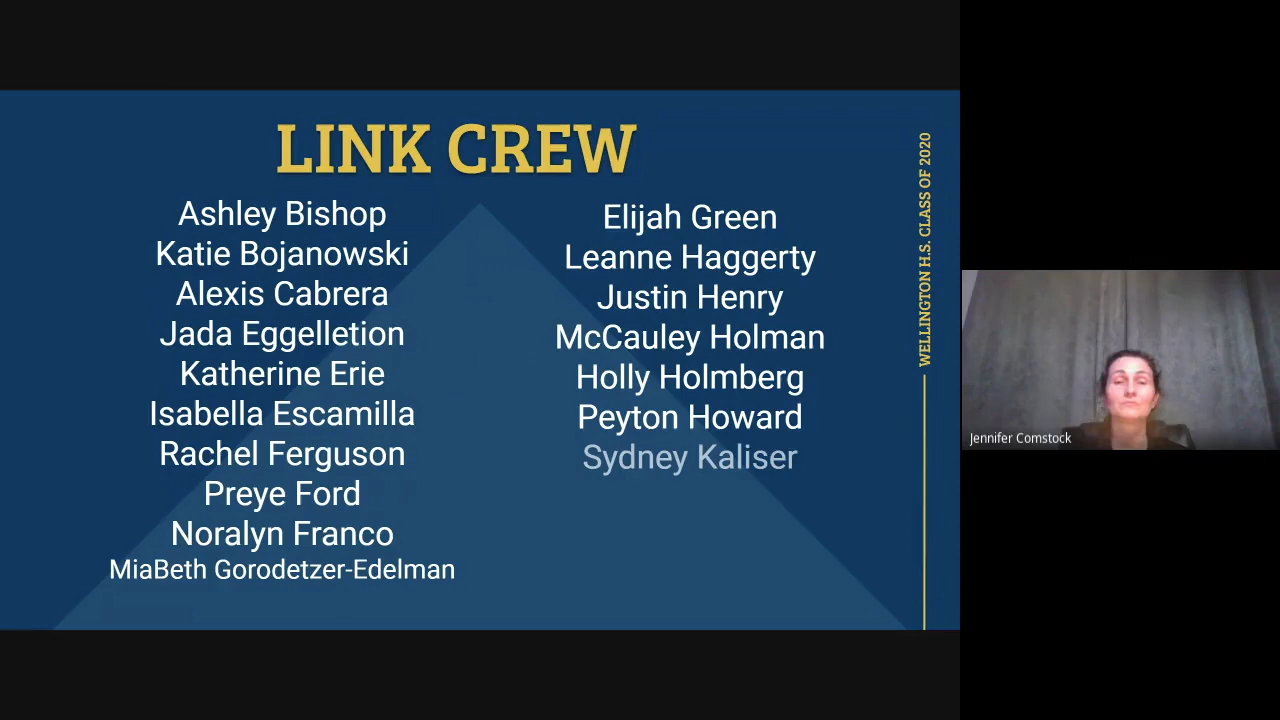 LINK CREW
Ashley Bishop
Katie Bojanowski
Alexis Cabrera
Jada Eggelletion
Katherine Erie
Isabella Escamilla
Rachel Ferguson
Preye Ford
Noralyn Franco
MiaBeth Gorodetzer-Edelman
Elijah Green
Leanne Haggerty
Justin Henry
McCauley Holman
Holly Holmberg
Peyton Howard
Sydney Kaliser
WELLINGTON H.S. CLASS OF 2020
Jennifer Comstock